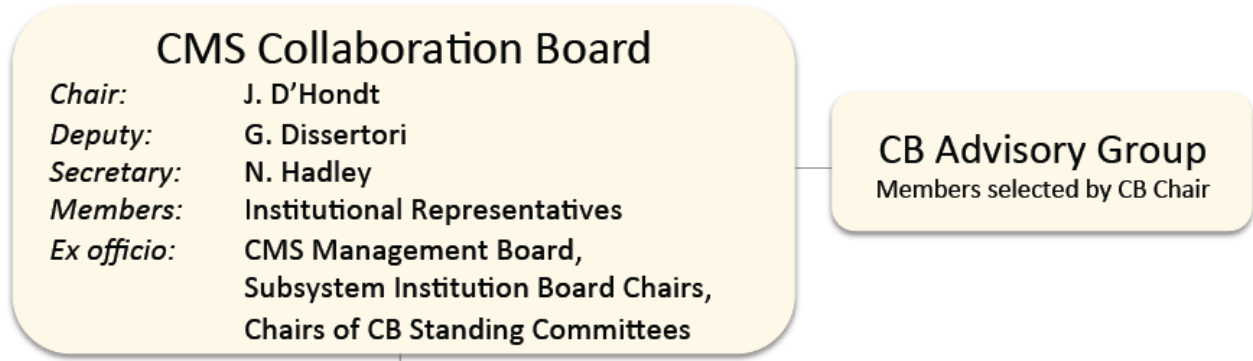 CMS Collaboration Board
Chair: J. D’Hondt
Deputy: G. Dissertori
Secretary: N. Hadley
Members: Institutional Representatives
Ex officio: CMS Management Board,
Subsystem Institution Board Chairs,
Chairs of CB Standing Committees
CB Advisory Group
Members selected by CB Chair